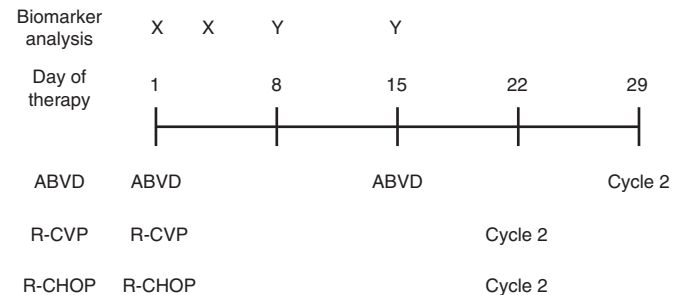 Biomarker
analysis
X X Y Y
Day of
therapy
1 8 15 22 29
ABVD ABVD ABVD Cycle 2
R-CVP R-CVP Cycle 2
R-CHOP R-CHOP Cycle 2